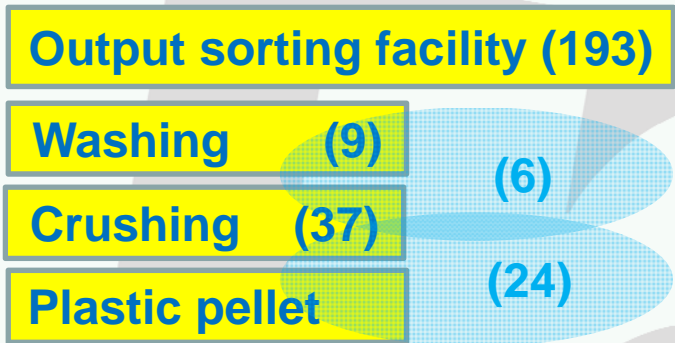 Output sorting facility (193)
Washing (9)
(6)
Crushing (37)
(24)
Plastic pellet